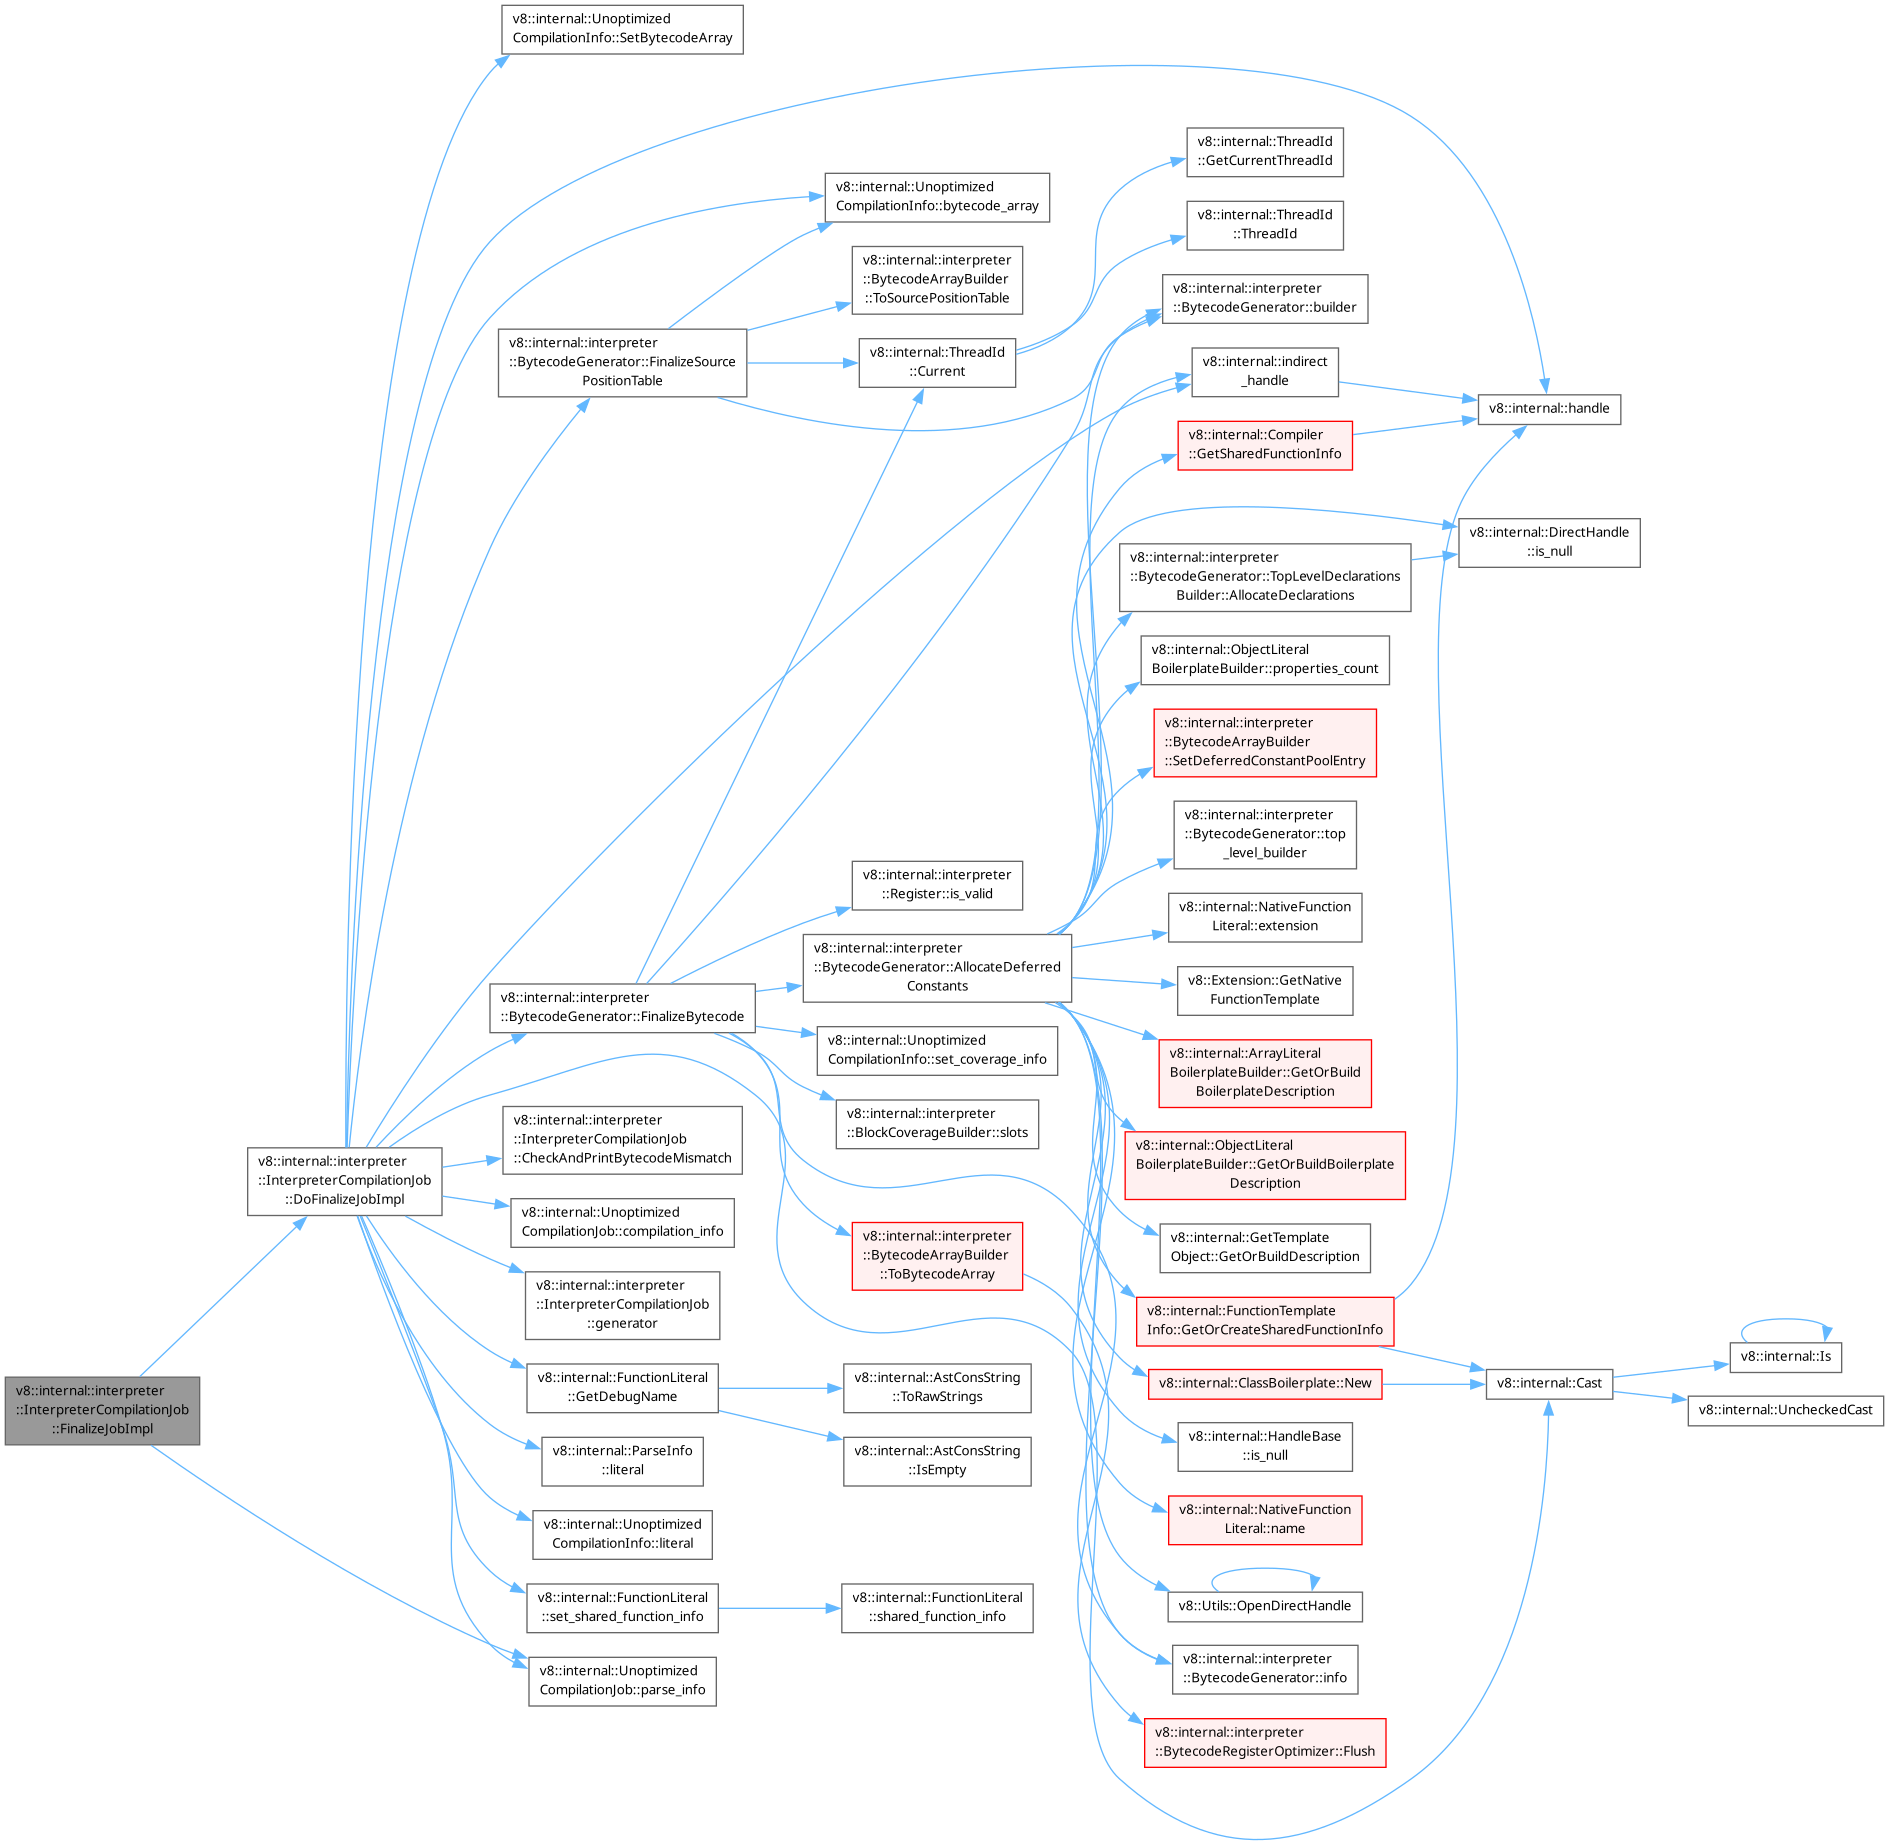 v8::internal::Unoptimized
CompilationInfo::SetBytecodeArray
v8::internal::ThreadId
::GetCurrentThreadId
v8::internal::Unoptimized
CompilationInfo::bytecode_array
v8::internal::ThreadId
::ThreadId
v8::internal::interpreter
::BytecodeArrayBuilder
::ToSourcePositionTable
v8::internal::interpreter
::BytecodeGenerator::builder
v8::internal::interpreter
::BytecodeGenerator::FinalizeSource
PositionTable
v8::internal::ThreadId
::Current
v8::internal::indirect
_handle
v8::internal::handle
v8::internal::Compiler
::GetSharedFunctionInfo
v8::internal::DirectHandle
::is_null
v8::internal::interpreter
::BytecodeGenerator::TopLevelDeclarations
Builder::AllocateDeclarations
v8::internal::ObjectLiteral
BoilerplateBuilder::properties_count
v8::internal::interpreter
::BytecodeArrayBuilder
::SetDeferredConstantPoolEntry
v8::internal::interpreter
::BytecodeGenerator::top
_level_builder
v8::internal::interpreter
::Register::is_valid
v8::internal::NativeFunction
Literal::extension
v8::internal::interpreter
::BytecodeGenerator::AllocateDeferred
Constants
v8::Extension::GetNative
FunctionTemplate
v8::internal::interpreter
::BytecodeGenerator::FinalizeBytecode
v8::internal::Unoptimized
CompilationInfo::set_coverage_info
v8::internal::ArrayLiteral
BoilerplateBuilder::GetOrBuild
BoilerplateDescription
v8::internal::interpreter
::BlockCoverageBuilder::slots
v8::internal::interpreter
::InterpreterCompilationJob
::CheckAndPrintBytecodeMismatch
v8::internal::ObjectLiteral
BoilerplateBuilder::GetOrBuildBoilerplate
Description
v8::internal::interpreter
::InterpreterCompilationJob
::DoFinalizeJobImpl
v8::internal::Unoptimized
CompilationJob::compilation_info
v8::internal::interpreter
::BytecodeArrayBuilder
::ToBytecodeArray
v8::internal::GetTemplate
Object::GetOrBuildDescription
v8::internal::interpreter
::InterpreterCompilationJob
::generator
v8::internal::FunctionTemplate
Info::GetOrCreateSharedFunctionInfo
v8::internal::Is
v8::internal::FunctionLiteral
::GetDebugName
v8::internal::AstConsString
::ToRawStrings
v8::internal::ClassBoilerplate::New
v8::internal::Cast
v8::internal::UncheckedCast
v8::internal::interpreter
::InterpreterCompilationJob
::FinalizeJobImpl
v8::internal::ParseInfo
::literal
v8::internal::AstConsString
::IsEmpty
v8::internal::HandleBase
::is_null
v8::internal::Unoptimized
CompilationInfo::literal
v8::internal::NativeFunction
Literal::name
v8::internal::FunctionLiteral
::set_shared_function_info
v8::internal::FunctionLiteral
::shared_function_info
v8::Utils::OpenDirectHandle
v8::internal::Unoptimized
CompilationJob::parse_info
v8::internal::interpreter
::BytecodeGenerator::info
v8::internal::interpreter
::BytecodeRegisterOptimizer::Flush